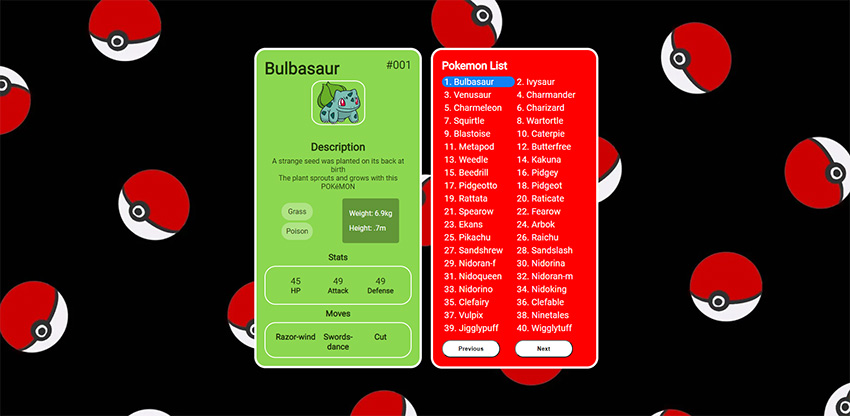 Bulbasaur #001
Description
A strange seed was planted on its back at
birth
The plant sprouts and grows with this
POKéMON
Grass
Poison
Weight: 6.9kg
Height: .7m
Stats
45 49 49
HP Attack Defense
Moves
Razor-wind Swords-
dance Cut
Pokemon List
1. Bulbasaur 2. Ivysaur
3. Venusaur 4. Charmander
5. Charmeleon 6. Charizard
7. Squirtle 8. Wartortle
9. Blastoise 10. Caterpie
11. Metapod 12. Butterfree
13. Weedle 14. Kakuna
15. Beedrill 16. Pidgey
17. Pidgeotto 18. Pidgeot
19. Rattata 20. Raticate
21. Spearow 22. Fearow
23. Ekans 24. Arbok
25. Pikachu 26. Raichu
27. Sandshrew 28. Sandslash
29. Nidoran-f 30. Nidorina
31. Nidoqueen 32. Nidoran-m
33. Nidorino 34. Nidoking
35. Clefairy 36. Clefable
37. Vulpix 38. Ninetales
39. Jigglypuff 40. Wigglytuff
Previous Next